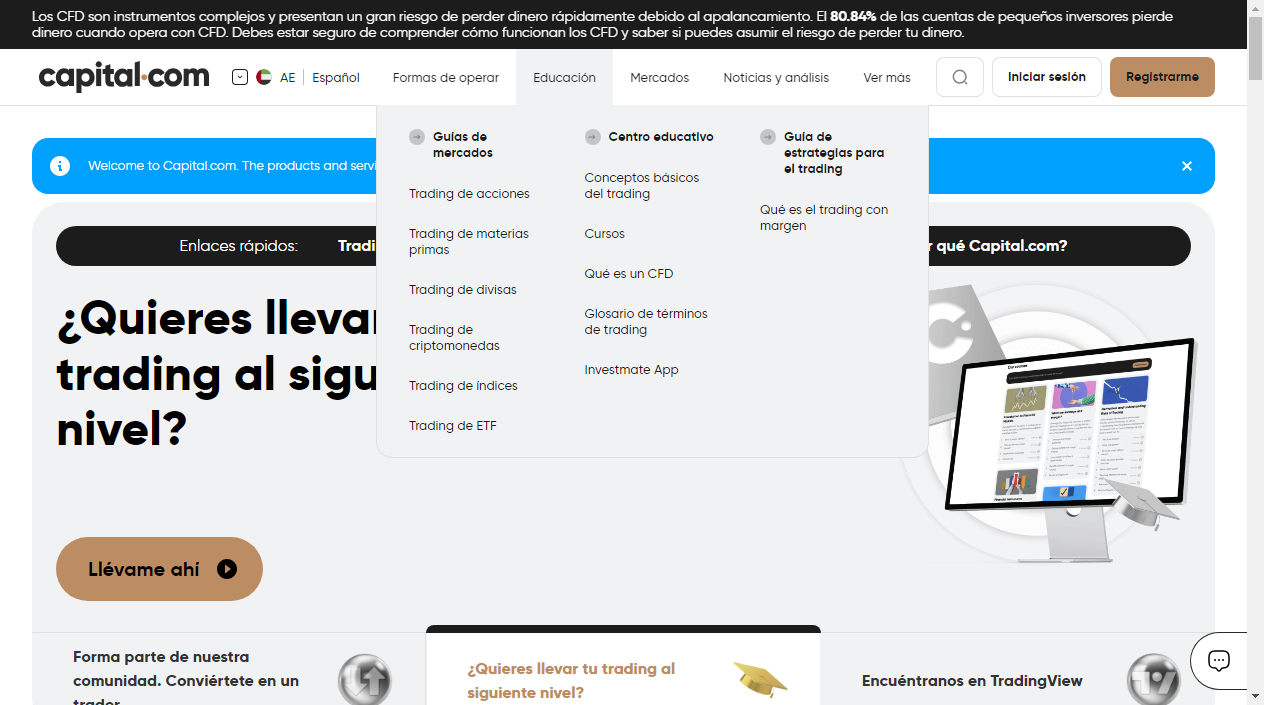 Los CFD son instrumentos complejos y presentan un gran riesgo de perder dinero rápidamente debido al apalancamiento. El 80.84% de las cuentas de pequeños inversores pierde
dinero cuando opera con CFD. Debes estar seguro de comprender cómo funcionan los CFD y saber si puedes asumir el riesgo de perder tu dinero.
capital.com
AE
Español
Formas de operar
Educación
Mercados
Noticias y análisis
Ver más
Iniciar sesión
Registrarme
Guías de
mercados
Trading de acciones
Trading de materias
primas
Trading de divisas
Trading de
criptomonedas
Trading de índices
Trading de ETF
Centro educativo
Conceptos básicos
del trading
Cursos
Qué es un CFD
Glosario de términos
de trading
Investmate App
Guía de
estrategias para
el trading
Qué es el trading con
margen
Welcome to Capital.com. The products and servi
Enlaces rápidos:
Tradi
r qué Capital.com?
¿Quieres llevar
trading al sigu
nivel?
Llévame ahí
Forma parte de nuestra
comunidad. Conviértete en un
trader
¿Quieres llevar tu trading al
siguiente nivel?
Encuéntranos en TradingView